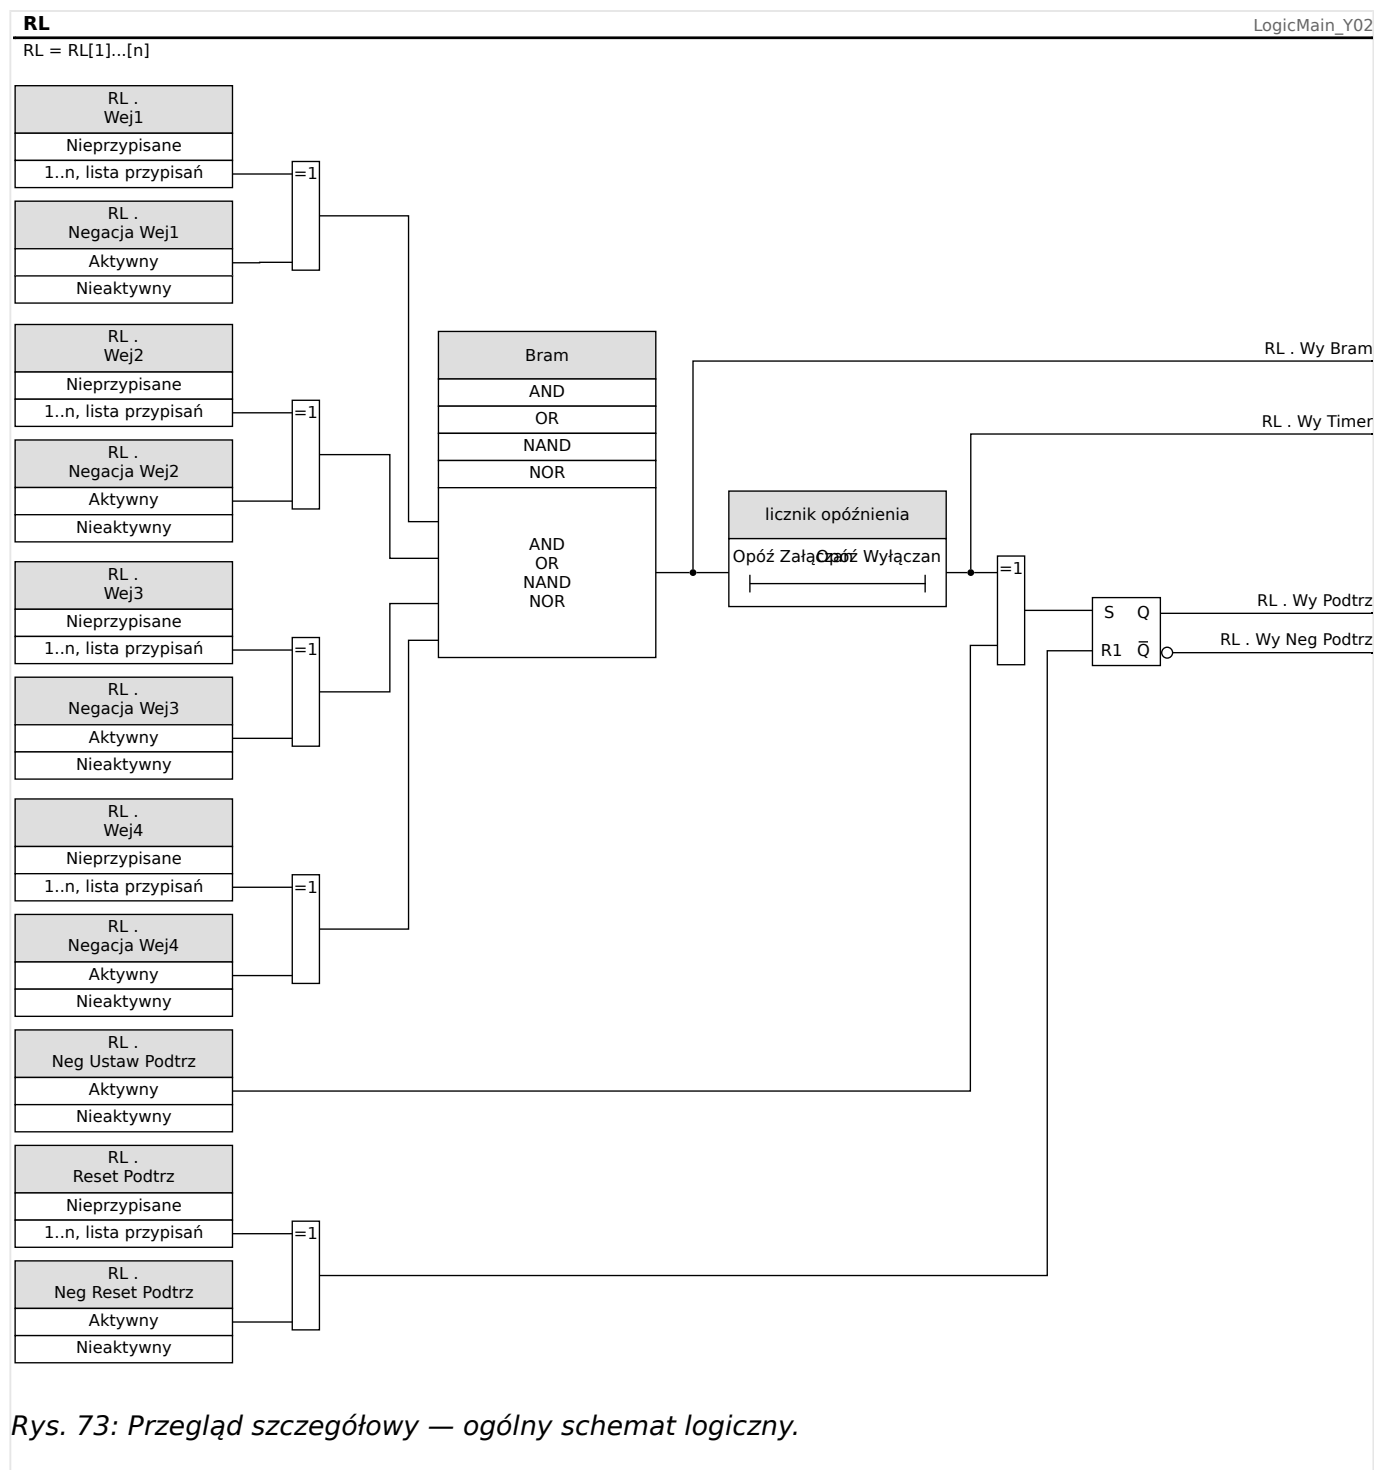 RL
LogicMain_Y02
RL = RL[1]...[n]
RL .
Wej1
Nieprzypisane
1..n, lista przypisań
=1
RL .
Negacja Wej1
Aktywny
Nieaktywny
RL .
Wej2
Nieprzypisane
1..n, lista przypisań
=1
RL .
Negacja Wej2
Aktywny
Nieaktywny
RL .
Wej3
Nieprzypisane
1..n, lista przypisań
=1
RL .
Negacja Wej3
Aktywny
Nieaktywny
RL .
Wej4
Nieprzypisane
1..n, lista przypisań
=1
RL .
Negacja Wej4
Aktywny
Nieaktywny
RL .
Neg Ustaw Podtrz
Aktywny
Nieaktywny
RL .
Reset Podtrz
Nieprzypisane
1..n, lista przypisań
=1
RL .
Neg Reset Podtrz
Aktywny
Nieaktywny
Bram
AND
OR
NAND
NOR
AND
OR
NAND
NOR
licznik opóźnienia
Opóź Załączan
Opóź Wyłączan
=1
S Q
R1 Q̅
RL . Wy Bram
RL . Wy Timer
RL . Wy Podtrz
RL . Wy Neg Podtrz
Rys. 73: Przegląd szczegółowy — ogólny schemat logiczny.